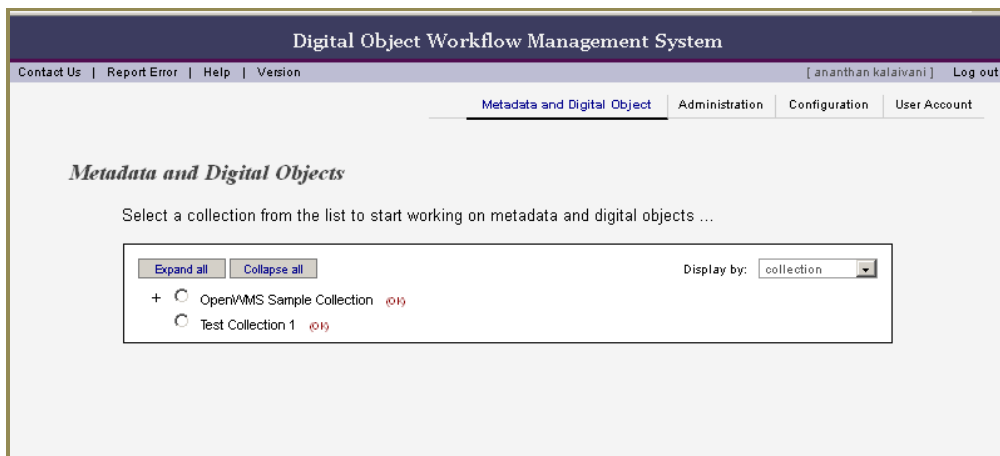 Digital Object Workflow Management System
Contact Us | Report Error | Help | Version [ ananthan kalaivani ] Log out
Metadata and Digital Object Administration Configuration User Account
Metadata and Digital Objects
Select a collection from the list to start working on metadata and digital objects ...
Expand all Collapse all Display by: collection
+ OpenWMS Sample Collection
Test Collection 1